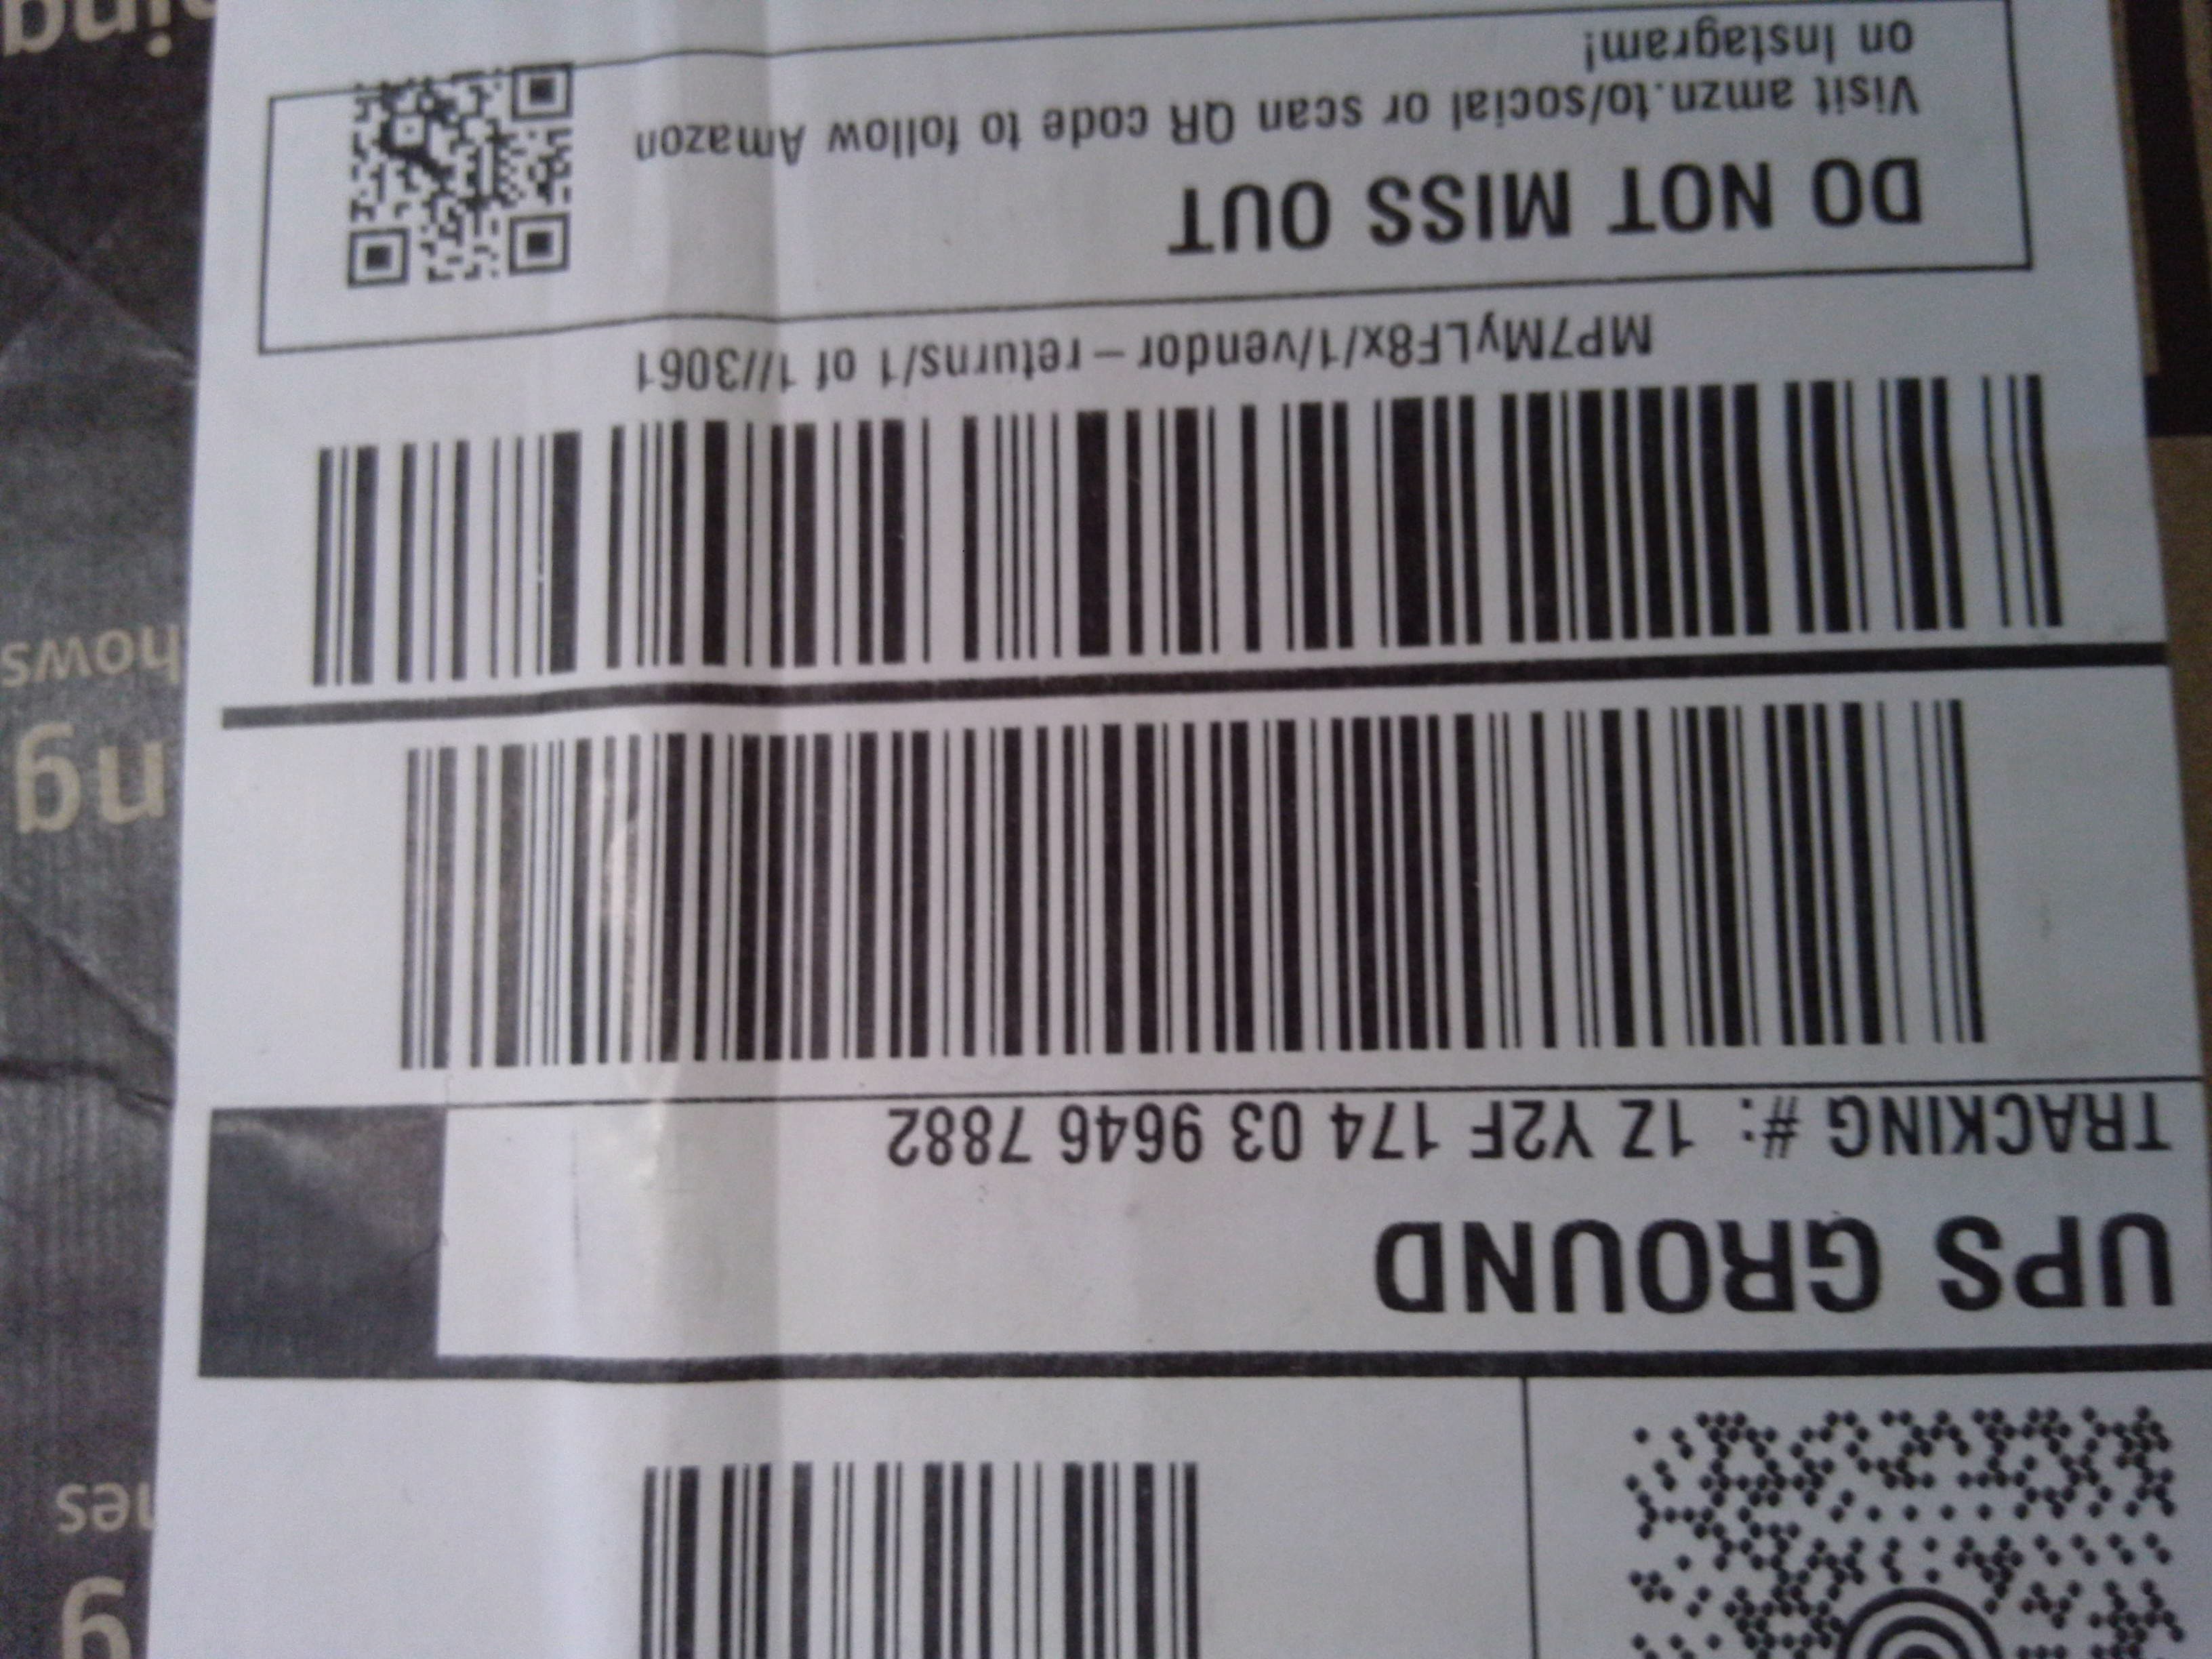 UPS GROUND
TRACKING #: 1Z Y2F 174 03 9646 7882
MP7MyLF8x/1/vendor-returns/1 of 1//3061
DO NOT MISS OUT
Visit amzn.to/social or scan QR code to follow Amazon
on Instagram!
hows